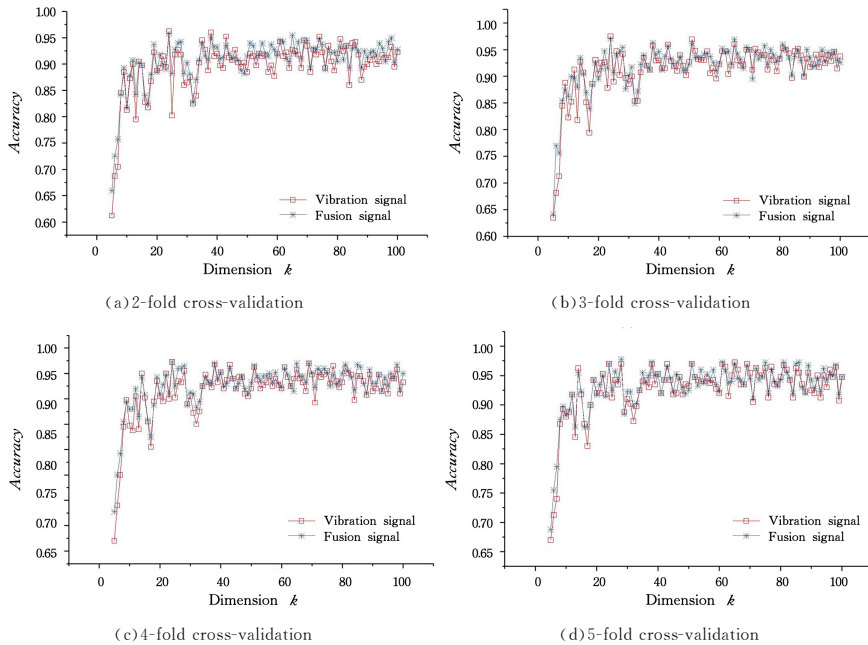 1.00
0.95
0.90
0.85
0.80
0.75
0.70
0.65
0.60
Accuracy
Vibration signal
Fusion signal
0 20 40 60 80 100
Dimension k
(a)2-fold cross-validation
1.00
0.95
0.90
0.85
0.80
0.75
0.70
0.65
0.60
Accuracy
Vibration signal
Fusion signal
0 20 40 60 80 100
Dimension k
(b)3-fold cross-validation
1.00
0.95
0.90
0.85
0.80
0.75
0.70
0.65
Accuracy
Vibration signal
Fusion signal
0 20 40 60 80 100
Dimension k
(c)4-fold cross-validation
1.00
0.95
0.90
0.85
0.80
0.75
0.70
0.65
Accuracy
Vibration signal
Fusion signal
0 20 40 60 80 100
Dimension k
(d)5-fold cross-validation